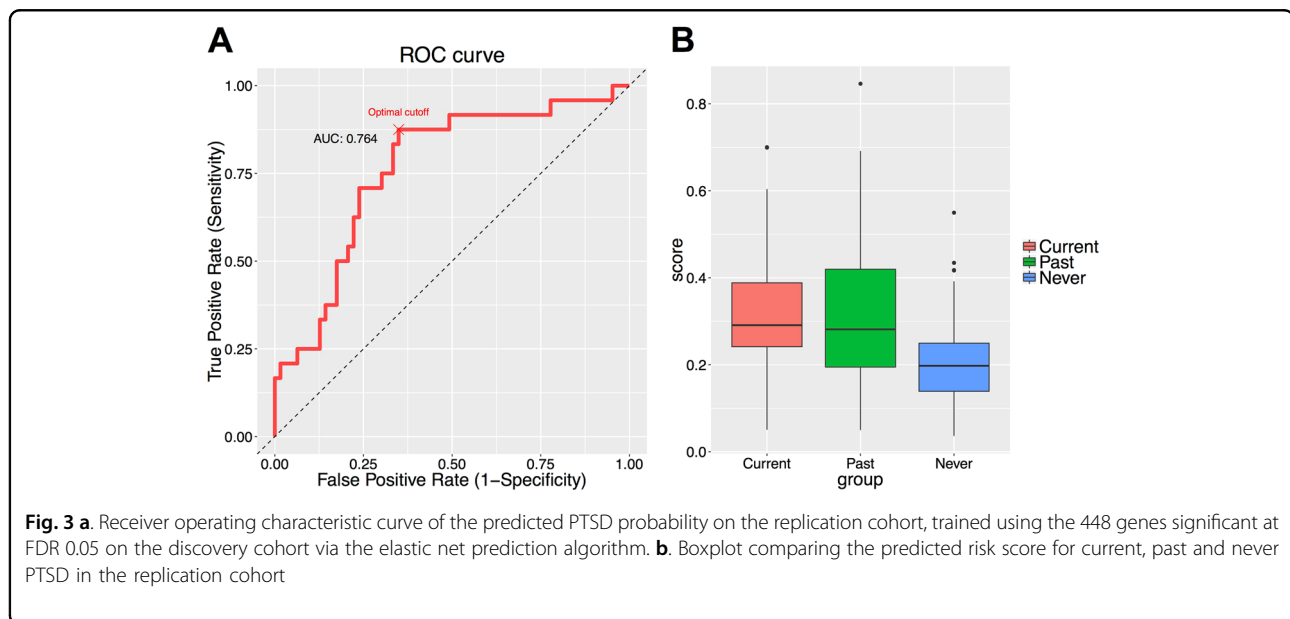 A
ROC curve
True Positive Rate (Sensitivity)
1.00
0.75
0.50
0.25
0.00
Optimal cutoff
AUC: 0.764
0.00 0.25 0.50 0.75 1.00
False Positive Rate (1−Specificity)
B
score
0.8
0.6
0.4
0.2
0.0
Current Past Never
group
Current
Past
Never
Fig. 3 a. Receiver operating characteristic curve of the predicted PTSD probability on the replication cohort, trained using the 448 genes significant at
FDR 0.05 on the discovery cohort via the elastic net prediction algorithm. b. Boxplot comparing the predicted risk score for current, past and never
PTSD in the replication cohort